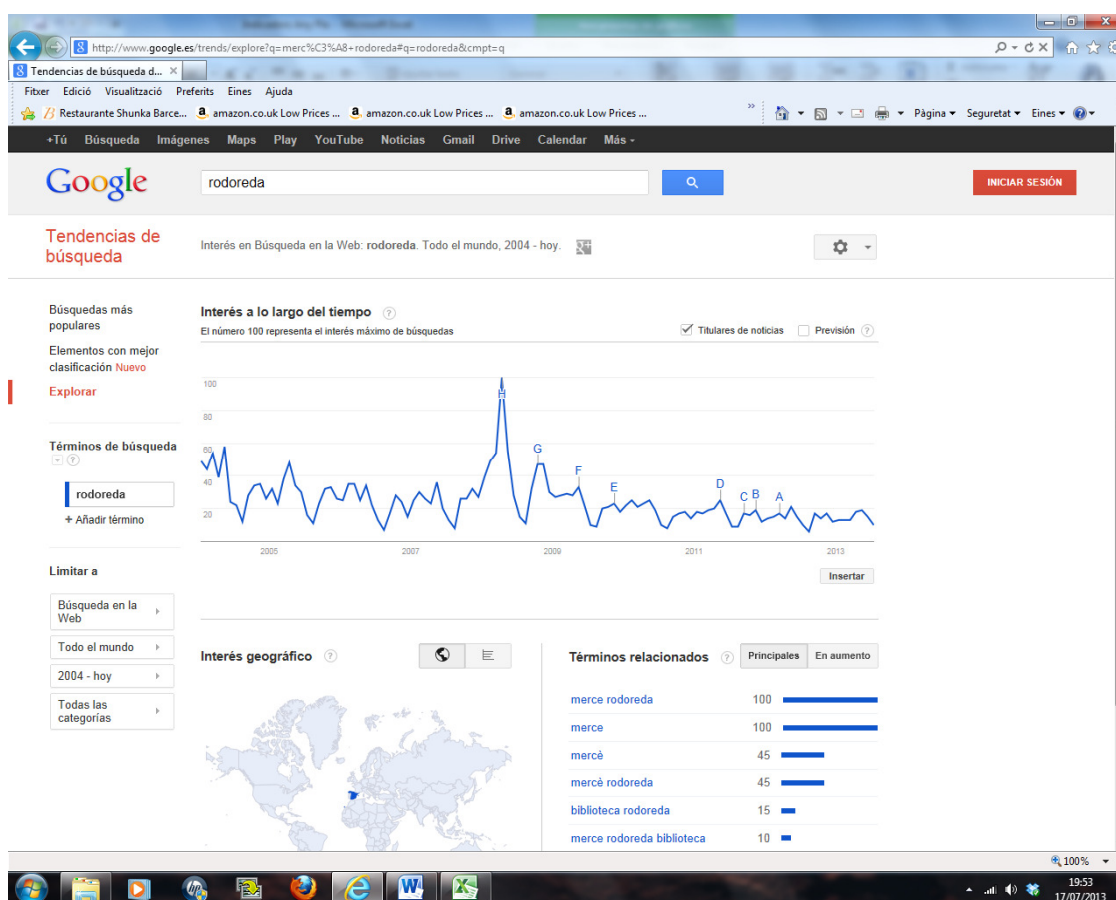 http://www.google.es/trends/explore?q=merc%C3%A8+rodoreda#q=rodoreda&cmpt=q
Tendencias de búsqueda d...
Fitxer Edició Visualització Preferits Eines Ajuda
Restaurante Shunka Barce... amazon.co.uk Low Prices ... amazon.co.uk Low Prices ... amazon.co.uk Low Prices ... » Pàgina Seguretat Eines
+Tú Búsqueda Imágenes Maps Play YouTube Noticias Gmail Drive Calendar Más
Google rodoreda INICIAR SESIÓN
Tendencias de
búsqueda
Interés en Búsqueda en la Web: rodoreda. Todo el mundo, 2004 - hoy.
Búsquedas más
populares
Elementos con mejor
clasificación Nuevo
Explorar
Términos de búsqueda
rodoreda
+ Añadir término
Limitar a
Búsqueda en la
Web
Todo el mundo
2004 - hoy
Todas las
categorías
Interés a lo largo del tiempo ?
El número 100 representa el interés máximo de búsquedas
Titulares de noticias Previsión ?
100
80
60
40
20
H
G
F
E
D
C B A
2005 2007 2009 2011 2013
Insertar
Interés geográfico ?
Términos relacionados ? Principales En aumento
merce rodoreda 100
merce 100
mercè 45
mercè rodoreda 45
biblioteca rodoreda 15
merce rodoreda biblioteca 10
100%
19:53
17/07/2013